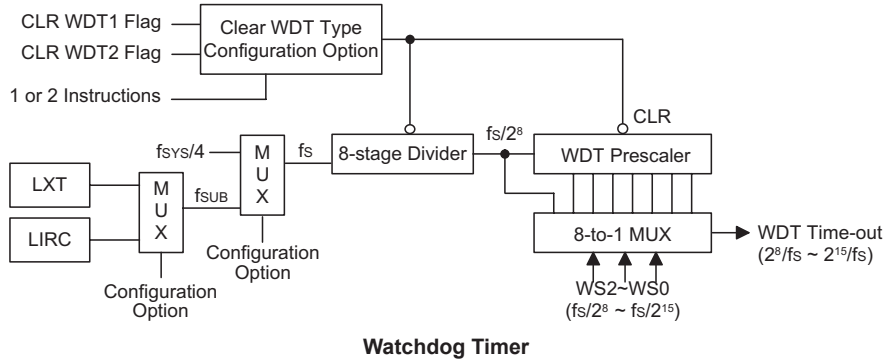 CLR WDT1 Flag
CLR WDT2 Flag
1 or 2 Instructions
Clear WDT Type
Configuration Option
CLR
fSYS/4
M
U
X
fS
8-stage Divider
fS/2⁸
WDT Prescaler
LXT
LIRC
M
U
X
fSUB
Configuration
Option
Configuration
Option
8-to-1 MUX
WDT Time-out
(2⁸/fS ~ 2¹⁵/fS)
WS2~WS0
(fS/2⁸ ~ fS/2¹⁵)
Watchdog Timer